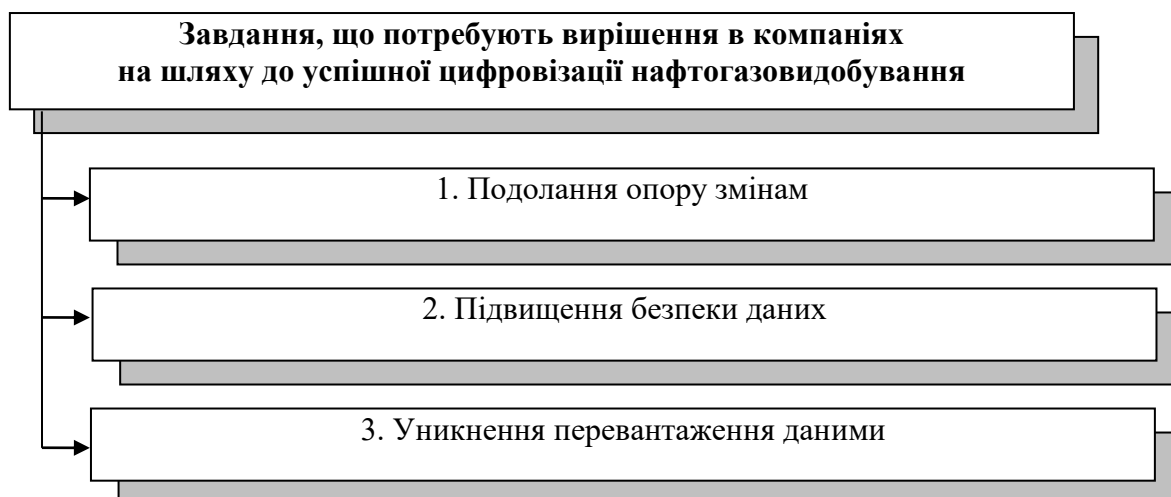 Завдання, що потребують вирішення в компаніях
на шляху до успішної цифровізації нафтогазовидобування
1. Подолання опору змінам
2. Підвищення безпеки даних
3. Уникнення перевантаження даними